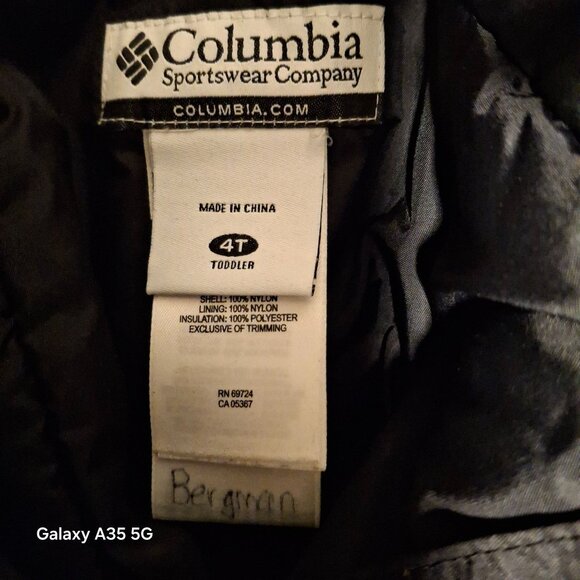 Columbia
Sportswear Company
COLUMBIA.COM
MADE IN CHINA
4T
TODDLER
SHELL: 100% NYLON
LINING: 100% NYLON
INSULATION: 100% POLYESTER
EXCLUSIVE OF TRIMMING
RN 69724
CA 05367
Bergman
Galaxy A35 5G